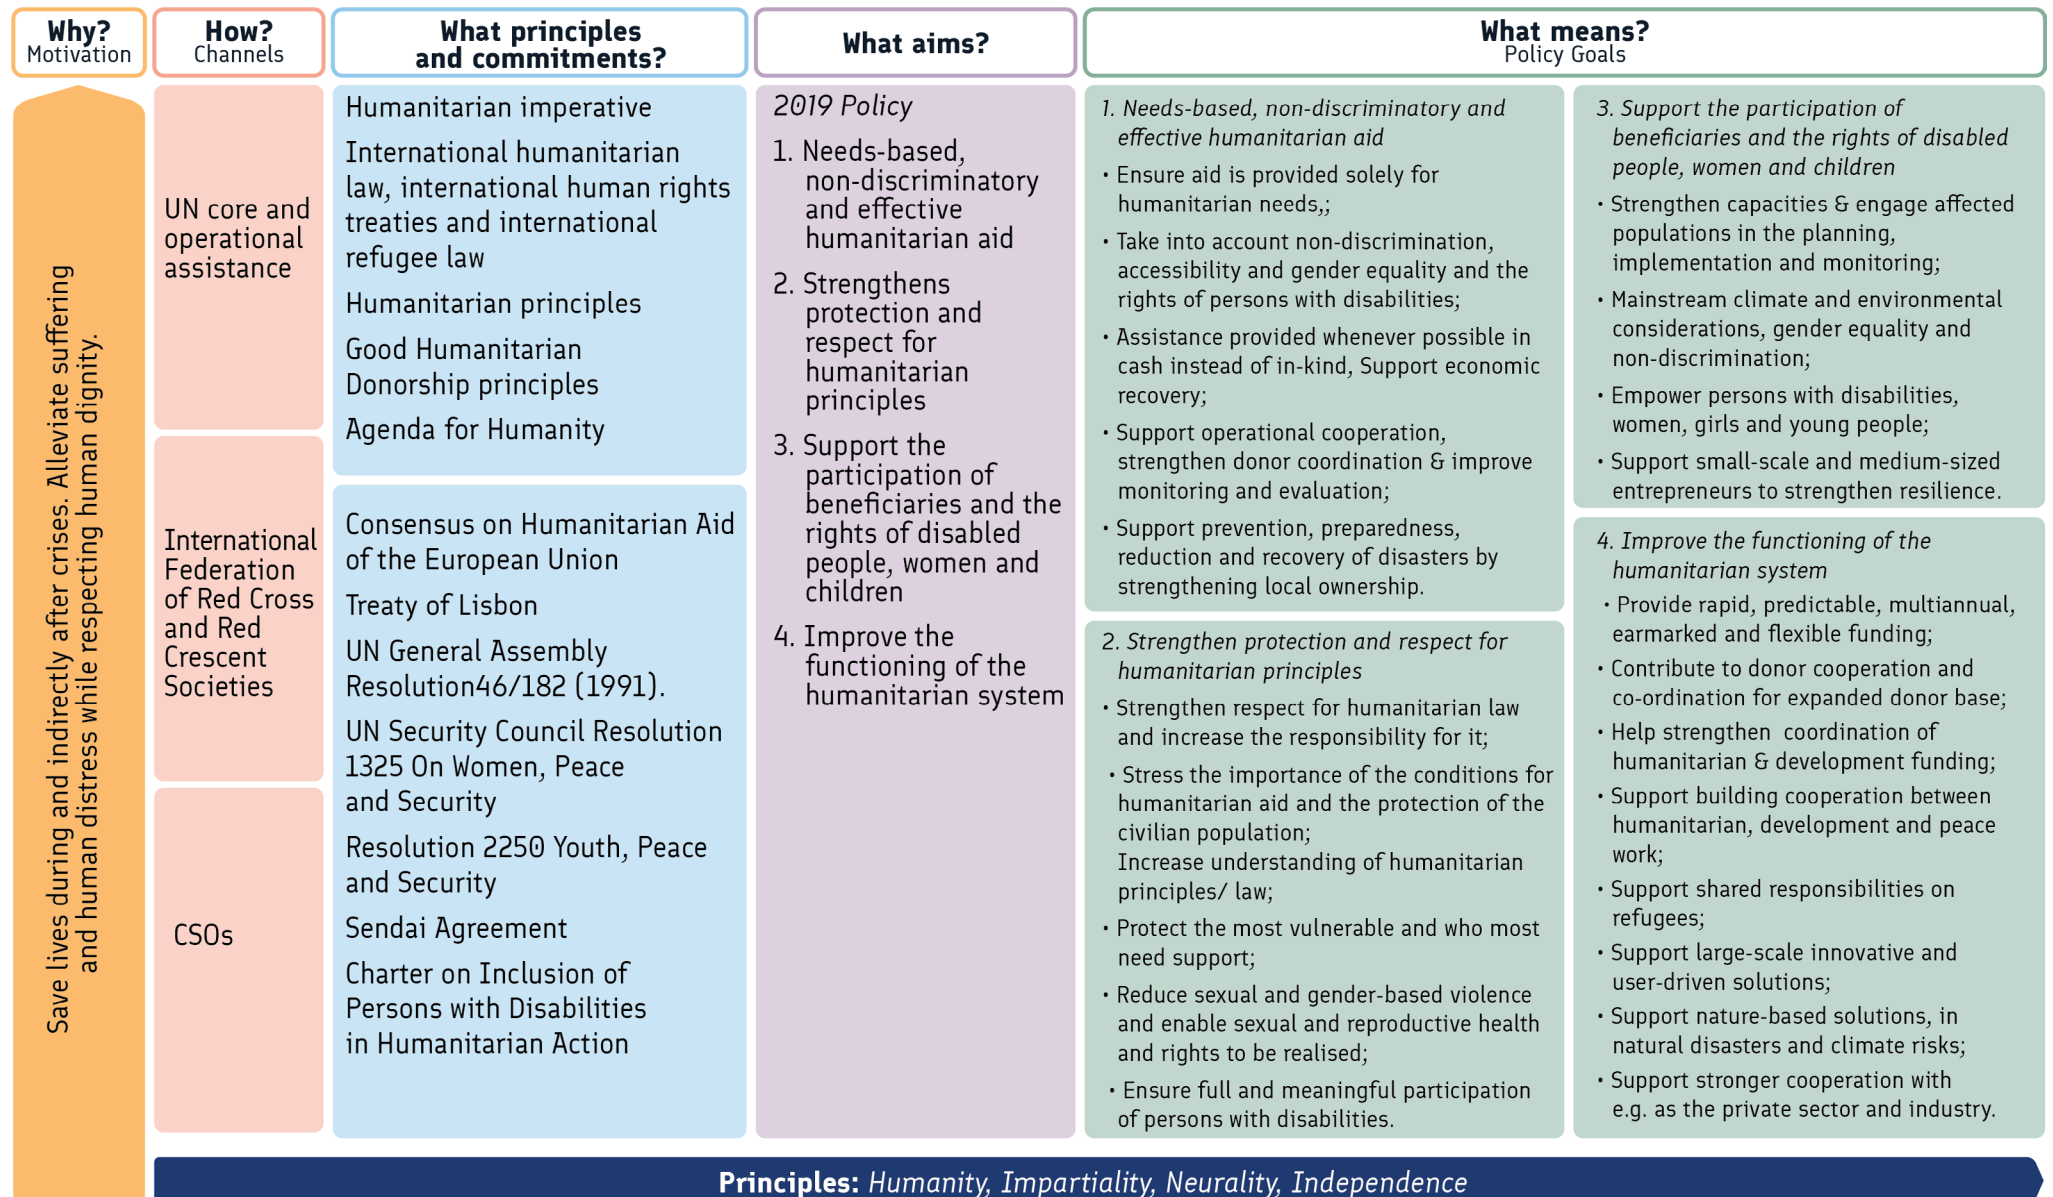 Why?
Motivation
How?
Channels
What principles
and commitments?
What aims?
What means?
Policy Goals
Save lives during and indirectly after crises. Alleviate suffering
and human distress while respecting human dignity.
UN core and
operational
assistance
International
Federation
of Red Cross
and Red
Crescent
Societies
CSOs
Humanitarian imperative
International humanitarian
law, international human rights
treaties and international
refugee law
Humanitarian principles
Good Humanitarian
Donorship principles
Agenda for Humanity
Consensus on Humanitarian Aid
of the European Union
Treaty of Lisbon
UN General Assembly
Resolution46/182 (1991).
UN Security Council Resolution
1325 On Women, Peace
and Security
Resolution 2250 Youth, Peace
and Security
Sendai Agreement
Charter on Inclusion of
Persons with Disabilities
in Humanitarian Action
2019 Policy
1. Needs-based,
non-discriminatory
and effective
humanitarian aid
2. Strengthens
protection and
respect for
humanitarian
principles
3. Support the
participation of
beneficiaries and the
rights of disabled
people, women and
children
4. Improve the
functioning of the
humanitarian system
1. Needs-based, non-discriminatory and
effective humanitarian aid
• Ensure aid is provided solely for
humanitarian needs,;
• Take into account non-discrimination,
accessibility and gender equality and the
rights of persons with disabilities;
• Assistance provided whenever possible in
cash instead of in-kind, Support economic
recovery;
• Support operational cooperation,
strengthen donor coordination & improve
monitoring and evaluation;
• Support prevention, preparedness,
reduction and recovery of disasters by
strengthening local ownership.
2. Strengthen protection and respect for
humanitarian principles
• Strengthen respect for humanitarian law
and increase the responsibility for it;
• Stress the importance of the conditions for
humanitarian aid and the protection of the
civilian population;
Increase understanding of humanitarian
principles/ law;
• Protect the most vulnerable and who most
need support;
• Reduce sexual and gender-based violence
and enable sexual and reproductive health
and rights to be realised;
• Ensure full and meaningful participation
of persons with disabilities.
3. Support the participation of
beneficiaries and the rights of disabled
people, women and children
• Strengthen capacities & engage affected
populations in the planning,
implementation and monitoring;
• Mainstream climate and environmental
considerations, gender equality and
non-discrimination;
• Empower persons with disabilities,
women, girls and young people;
• Support small-scale and medium-sized
entrepreneurs to strengthen resilience.
4. Improve the functioning of the
humanitarian system
• Provide rapid, predictable, multiannual,
earmarked and flexible funding;
• Contribute to donor cooperation and
co-ordination for expanded donor base;
• Help strengthen coordination of
humanitarian & development funding;
• Support building cooperation between
humanitarian, development and peace
work;
• Support shared responsibilities on
refugees;
• Support large-scale innovative and
user-driven solutions;
• Support nature-based solutions, in
natural disasters and climate risks;
• Support stronger cooperation with
e.g. as the private sector and industry.
Principles: Humanity, Impartiality, Neurality, Independence